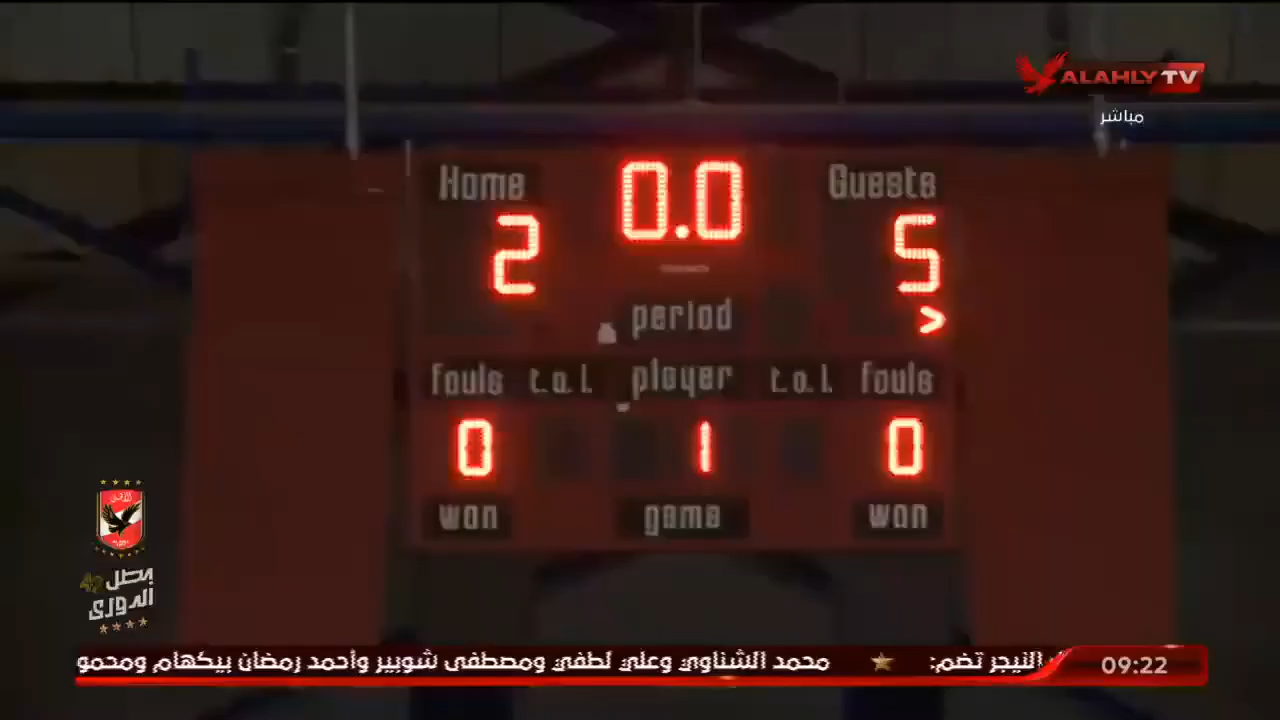 ALAHLY TV
مباشر
Home 0.0 Guests
2 5
>
period
fouls t.o.l. player t.o.l. fouls
0 1 0
won game won
الأهلي
بطل
الدوري
النيجر تضم: محمد الشناوي وعلي لطفي ومصطفى شوبير وأحمد رمضان بيكهام ومحمو
09:22